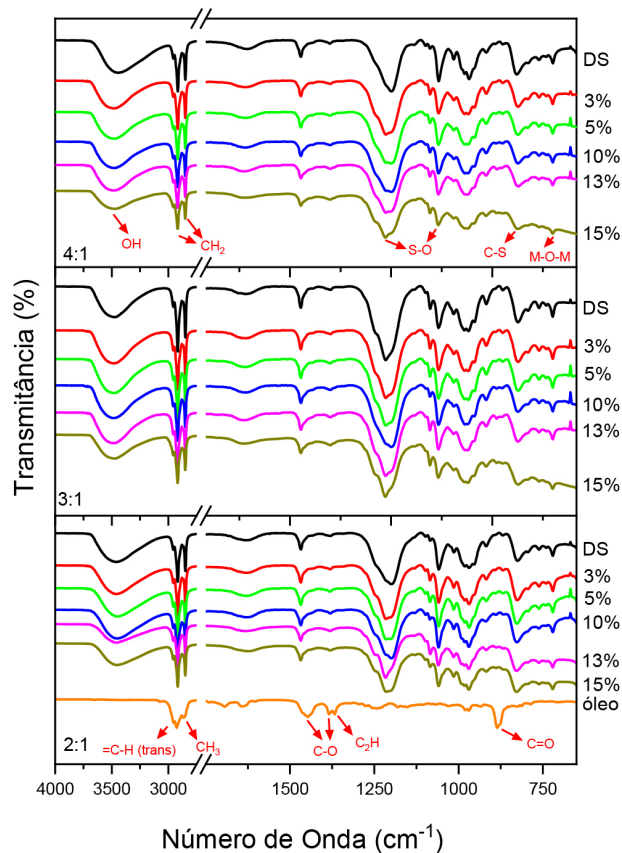 Transmitância (%)
DS
3%
5%
10%
13%
15%
OH
CH2
S-O
C-S
M-O-M
4:1
DS
3%
5%
10%
13%
15%
3:1
DS
3%
5%
10%
13%
15%
óleo
=C-H (trans)
CH3
C-O
C2H
C=O
2:1
4000 3500 3000 1500 1250 1000 750
Número de Onda (cm-1)